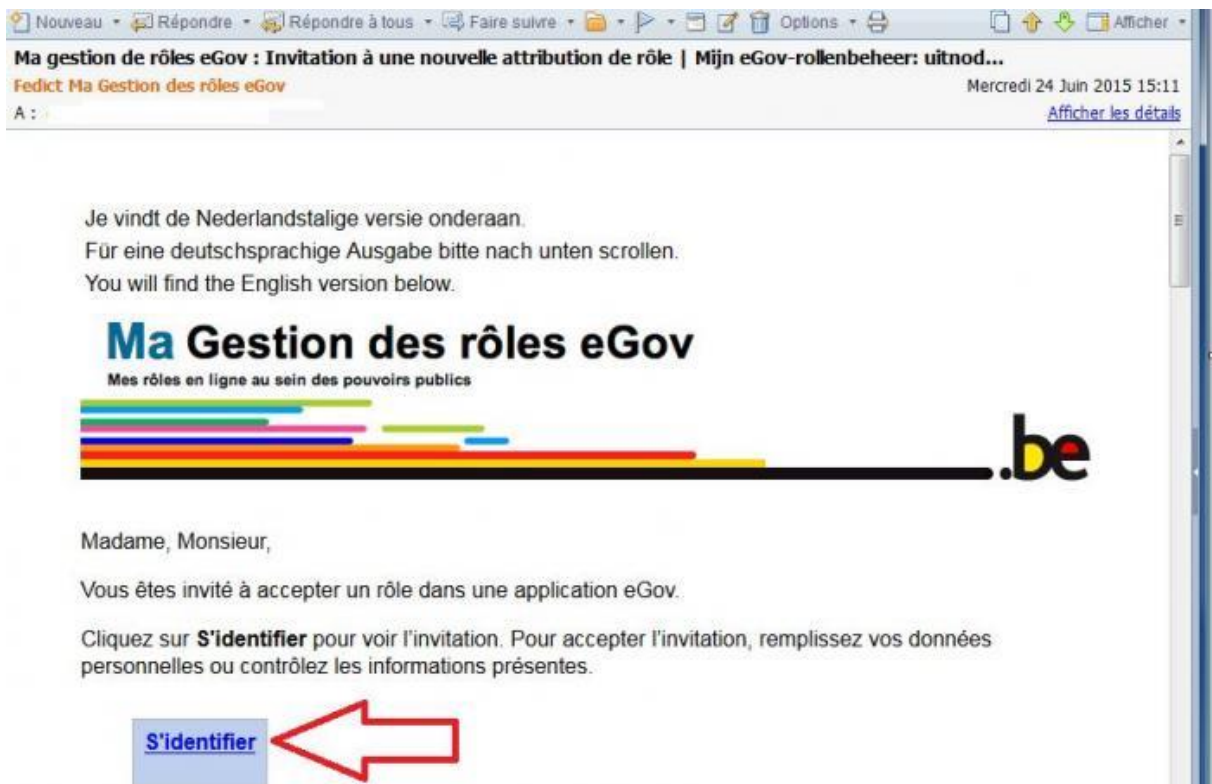 Nouveau Répondre Répondre à tous Faire suivre Options Afficher
Ma gestion de rôles eGov : Invitation à une nouvelle attribution de rôle | Mijn eGov-rollenbeheer: uitnod...
Fedict Ma Gestion des rôles eGov Mercredi 24 Juin 2015 15:11
A : Afficher les détails
Je vindt de Nederlandstalige versie onderaan.
Für eine deutschsprachige Ausgabe bitte nach unten scrollen.
You will find the English version below.
Ma Gestion des rôles eGov
Mes rôles en ligne au sein des pouvoirs publics
.be
Madame, Monsieur,
Vous êtes invité à accepter un rôle dans une application eGov.
Cliquez sur S'identifier pour voir l'invitation. Pour accepter l'invitation, remplissez vos données
personnelles ou contrôlez les informations présentes.
S'identifier